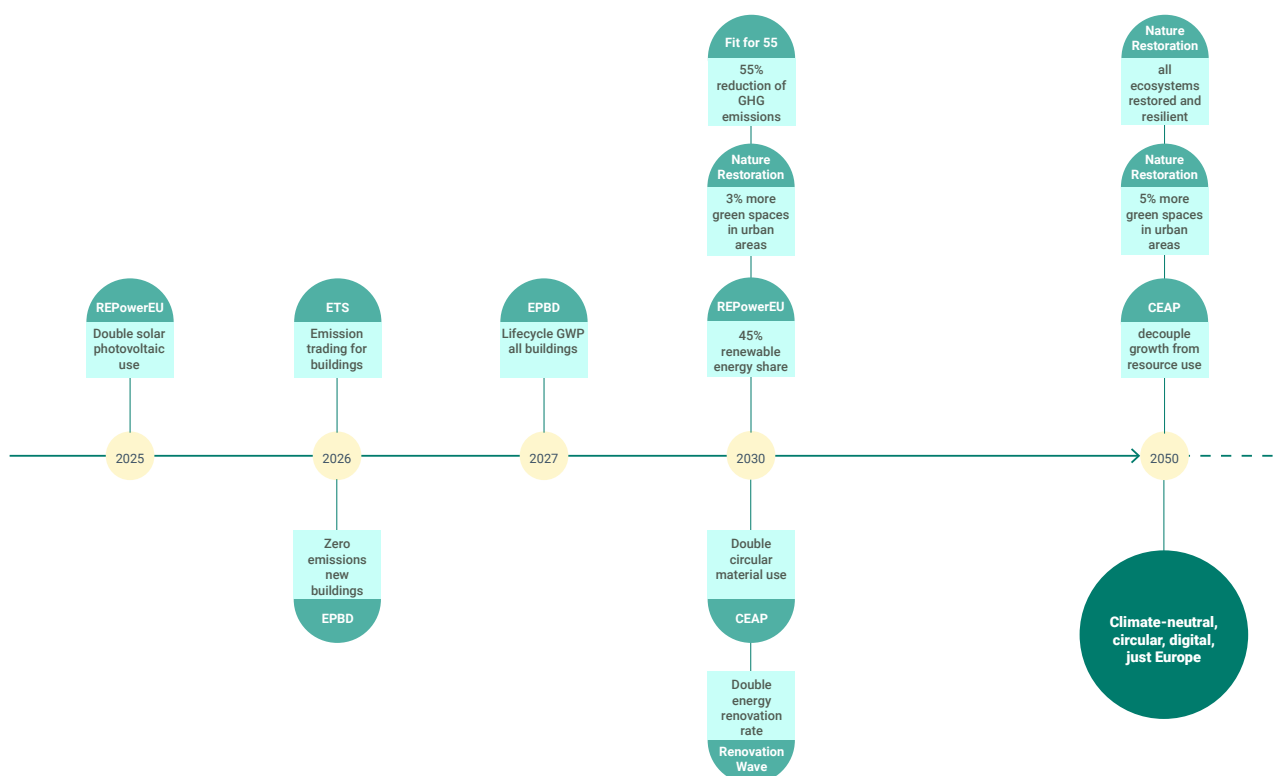 Fit for 55
55%
reduction of
GHG
emissions
Nature
Restoration
all
ecosystems
restored and
resilient
Nature
Restoration
3% more
green spaces
in urban
areas
Nature
Restoration
5% more
green spaces
in urban
areas
REPowerEU
Double solar
photovoltaic
use
ETS
Emission
trading for
buildings
EPBD
Lifecycle GWP
all buildings
REPowerEU
45%
renewable
energy share
CEAP
decouple
growth from
resource use
2025
2026
2027
2030
2050
Zero
emissions
new
buildings
EPBD
Double
circular
material use
CEAP
Double
energy
renovation
rate
Renovation
Wave
Climate-neutral,
circular, digital,
just Europe